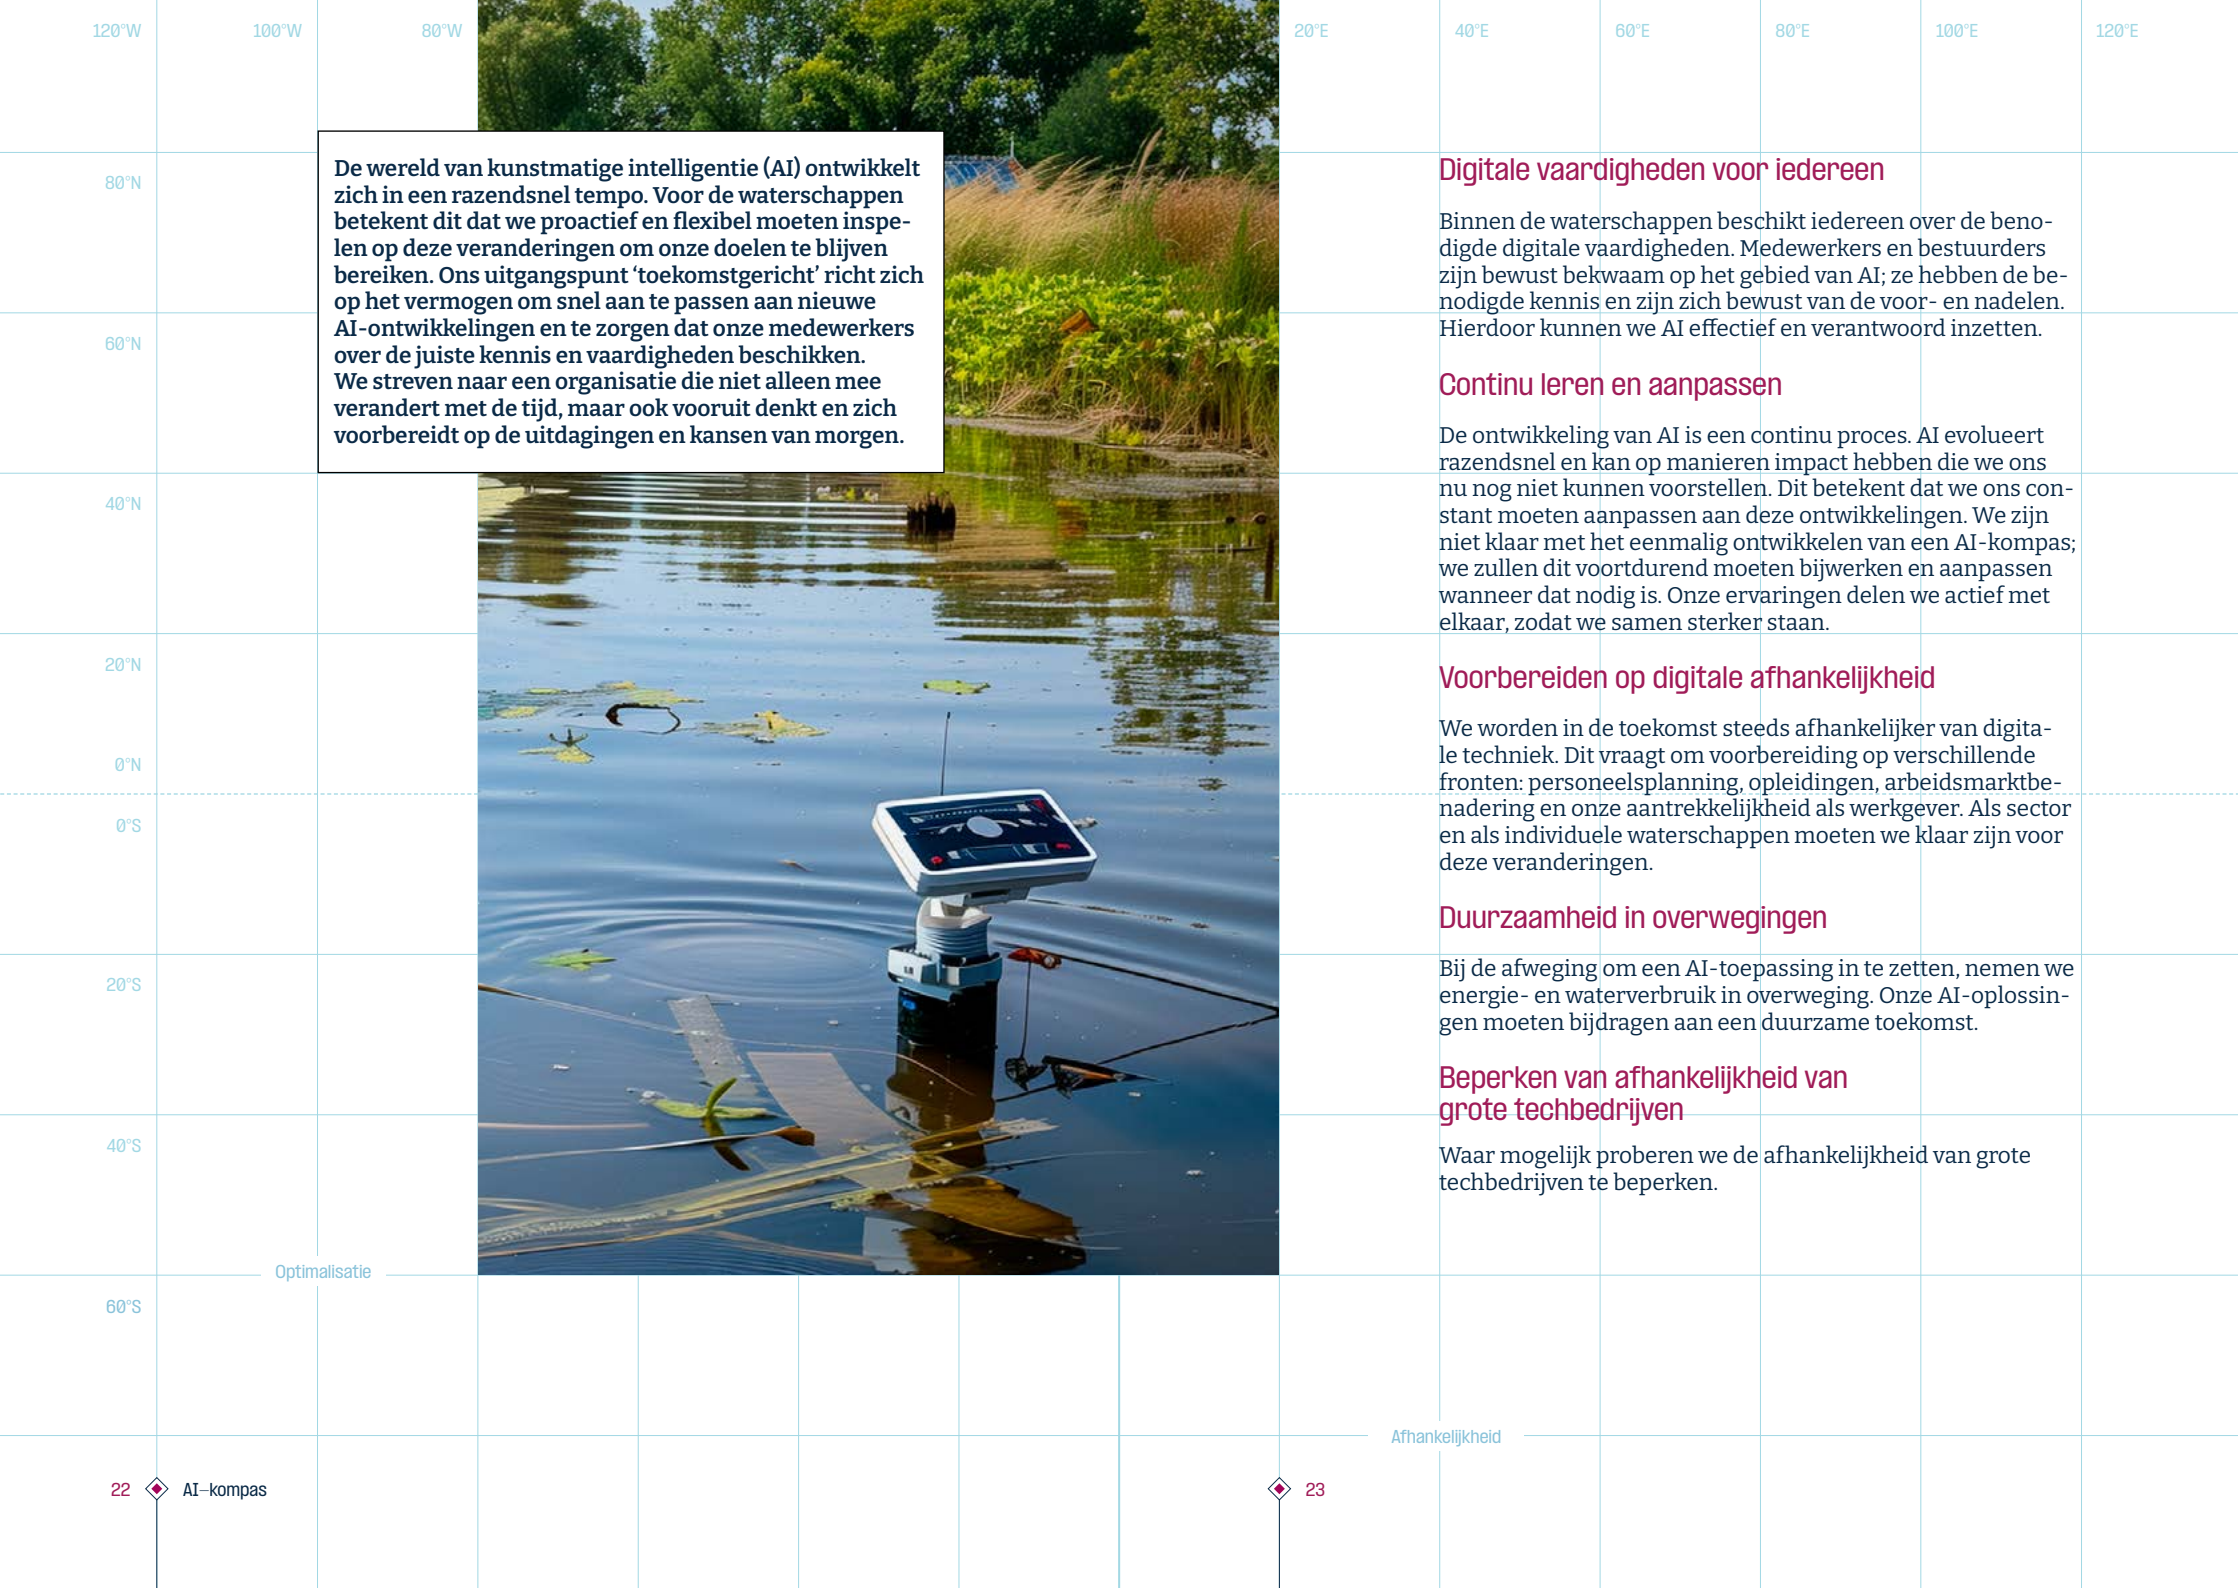 120°W
100°W
80°W
20°E
40°E
60°E
80°E
100°E
120°E
80°N
60°N
40°N
20°N
0°N
0°S
20°S
40°S
60°S
De wereld van kunstmatige intelligentie (AI) ontwikkelt
zich in een razendsnel tempo. Voor de waterschappen
betekent dit dat we proactief en flexibel moeten inspe-
len op deze veranderingen om onze doelen te blijven
bereiken. Ons uitgangspunt ‘toekomstgericht’ richt zich
op het vermogen om snel aan te passen aan nieuwe
AI-ontwikkelingen en te zorgen dat onze medewerkers
over de juiste kennis en vaardigheden beschikken.
We streven naar een organisatie die niet alleen mee
verandert met de tijd, maar ook vooruit denkt en zich
voorbereidt op de uitdagingen en kansen van morgen.
Optimalisatie
22
AI–kompas
Digitale vaardigheden voor iedereen
Binnen de waterschappen beschikt iedereen over de beno-
digde digitale vaardigheden. Medewerkers en bestuurders
zijn bewust bekwaam op het gebied van AI; ze hebben de be-
nodigde kennis en zijn zich bewust van de voor- en nadelen.
Hierdoor kunnen we AI effectief en verantwoord inzetten.
Continu leren en aanpassen
De ontwikkeling van AI is een continu proces. AI evolueert
razendsnel en kan op manieren impact hebben die we ons
nu nog niet kunnen voorstellen. Dit betekent dat we ons con-
stant moeten aanpassen aan deze ontwikkelingen. We zijn
niet klaar met het eenmalig ontwikkelen van een AI-kompas;
we zullen dit voortdurend moeten bijwerken en aanpassen
wanneer dat nodig is. Onze ervaringen delen we actief met
elkaar, zodat we samen sterker staan.
Voorbereiden op digitale afhankelijkheid
We worden in de toekomst steeds afhankelijker van digita-
le techniek. Dit vraagt om voorbereiding op verschillende
fronten: personeelsplanning, opleidingen, arbeidsmarktbe-
nadering en onze aantrekkelijkheid als werkgever. Als sector
en als individuele waterschappen moeten we klaar zijn voor
deze veranderingen.
Duurzaamheid in overwegingen
Bij de afweging om een AI-toepassing in te zetten, nemen we
energie- en waterverbruik in overweging. Onze AI-oplossin-
gen moeten bijdragen aan een duurzame toekomst.
Beperken van afhankelijkheid van
grote techbedrijven
Waar mogelijk proberen we de afhankelijkheid van grote
techbedrijven te beperken.
Afhankelijkheid
23